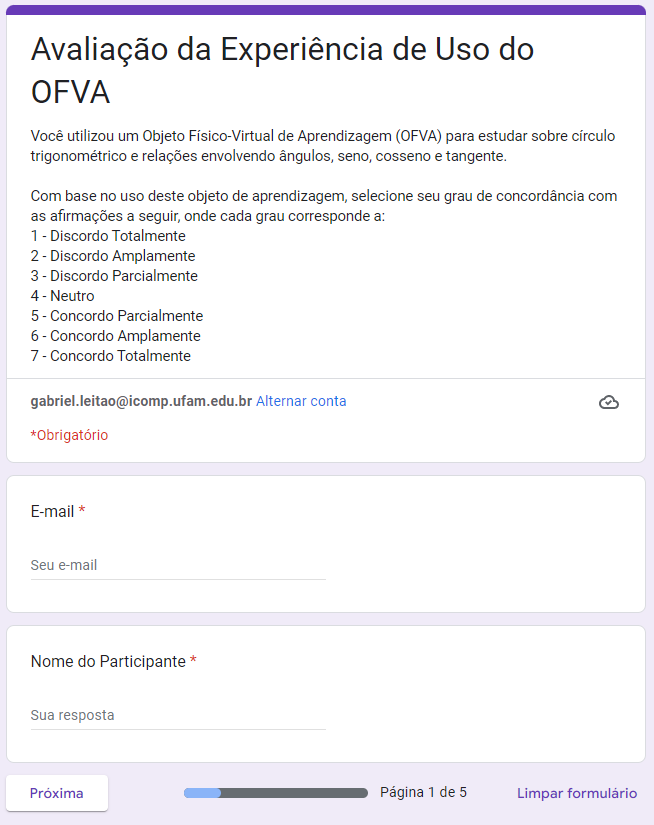 Avaliação da Experiência de Uso do
OFVA
Você utilizou um Objeto Físico-Virtual de Aprendizagem (OFVA) para estudar sobre círculo
trigonométrico e relações envolvendo ângulos, seno, cosseno e tangente.
Com base no uso deste objeto de aprendizagem, selecione seu grau de concordância com
as afirmações a seguir, onde cada grau corresponde a:
1 - Discordo Totalmente
2 - Discordo Amplamente
3 - Discordo Parcialmente
4 - Neutro
5 - Concordo Parcialmente
6 - Concordo Amplamente
7 - Concordo Totalmente
gabriel.leitao@icomp.ufam.edu.br Alternar conta
*Obrigatório
E-mail *
Seu e-mail
Nome do Participante *
Sua resposta
Próxima Página 1 de 5 Limpar formulário